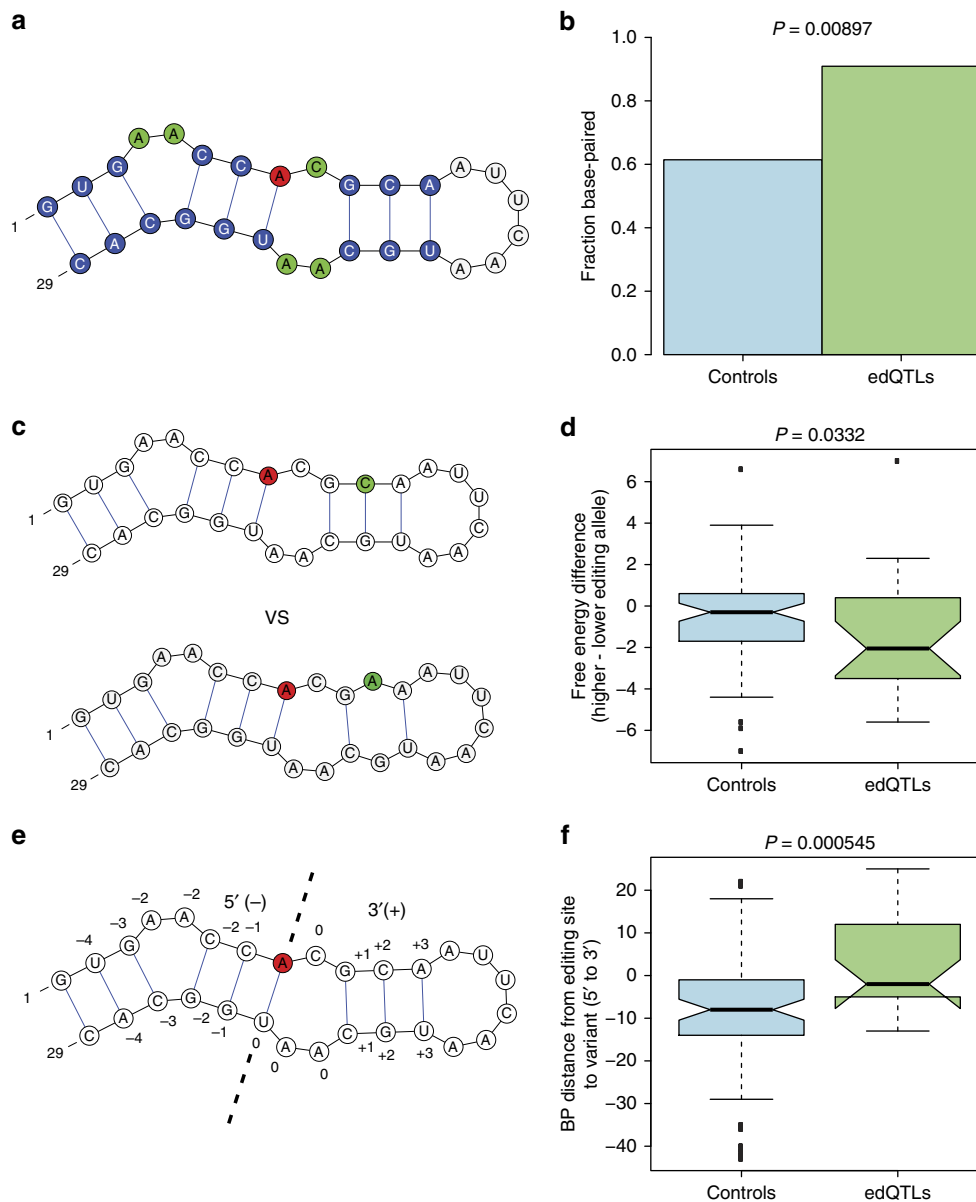 a
G U G A A C C A C G C A A U U C
1
C A C G G U A A C G U A A
29
b
P = 0.00897
Fraction base-paired
1.0
0.8
0.6
0.4
0.2
0.0
Controls edQTLs
c
G U G A A C C A C G C A A U U C
1
C A C G G U A A C G U A A
29
VS
G U G A A C C A C G A A A U U C
1
C A C G G U A A C G U A A
29
d
P = 0.0332
Free energy difference
(higher - lower editing allele)
6
4
2
0
−2
−4
−6
Controls edQTLs
e
5′ (−) 3′(+)
−4 −3 −2 −2 −2 −1 0 +1 +2 +3
G U G A A C C A C G C A A U U C
1
C A C G G U A A C G U A A
29
−4 −3 −2 −1 0 0 0 +1 +2 +3
f
P = 0.000545
BP distance from editing site
to variant (5′ to 3′)
20
10
0
−10
−20
−30
−40
Controls edQTLs